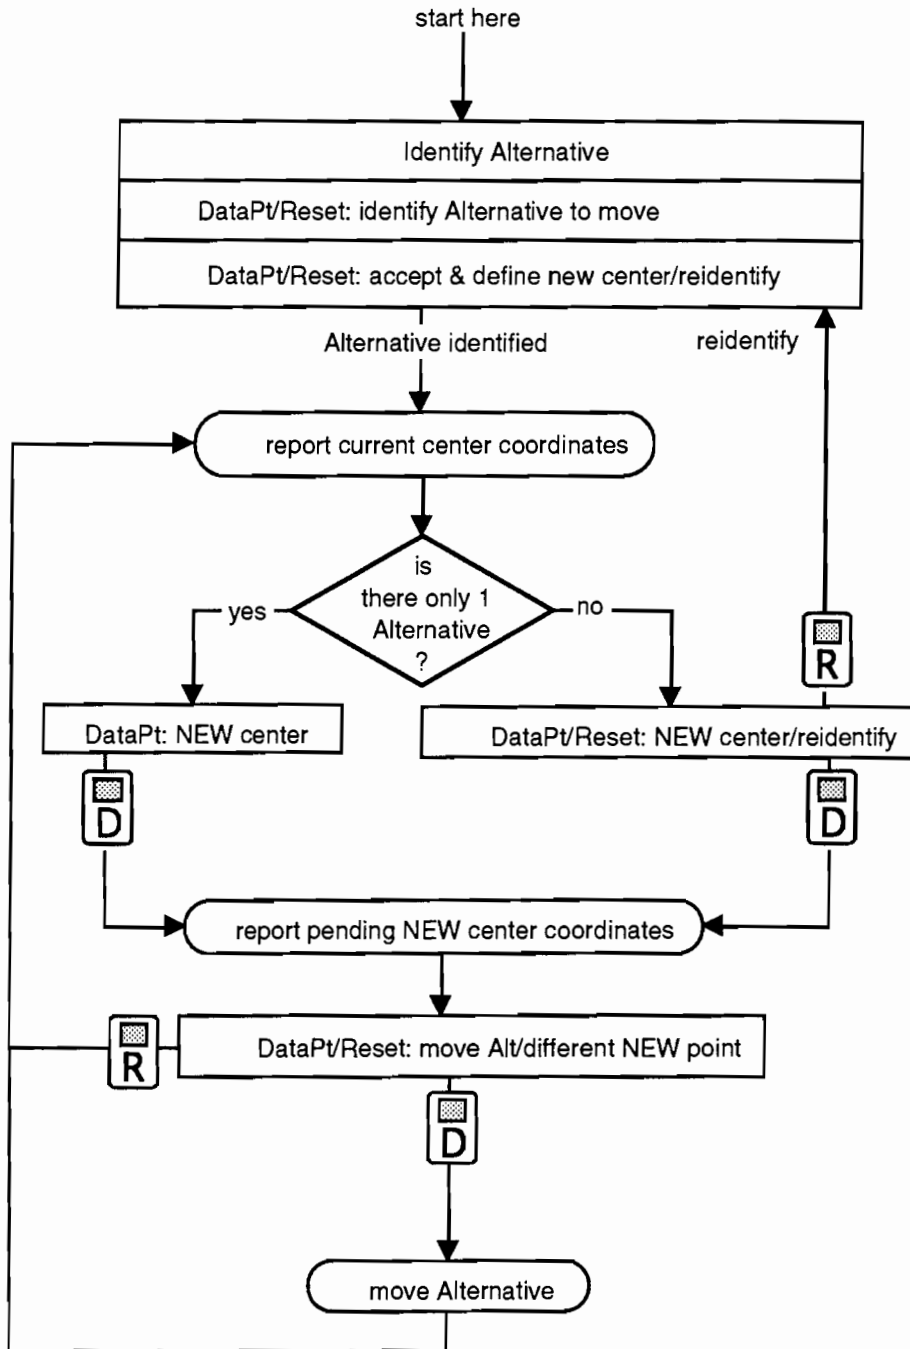 start here
Identify Alternative
DataPt/Reset: identify Alternative to move
DataPt/Reset: accept & define new center/reidentify
Alternative identified
reidentify
report current center coordinates
is
there only 1
Alternative
?
yes
no
R
DataPt: NEW center
DataPt/Reset: NEW center/reidentify
D
D
report pending NEW center coordinates
DataPt/Reset: move Alt/different NEW point
R
D
move Alternative